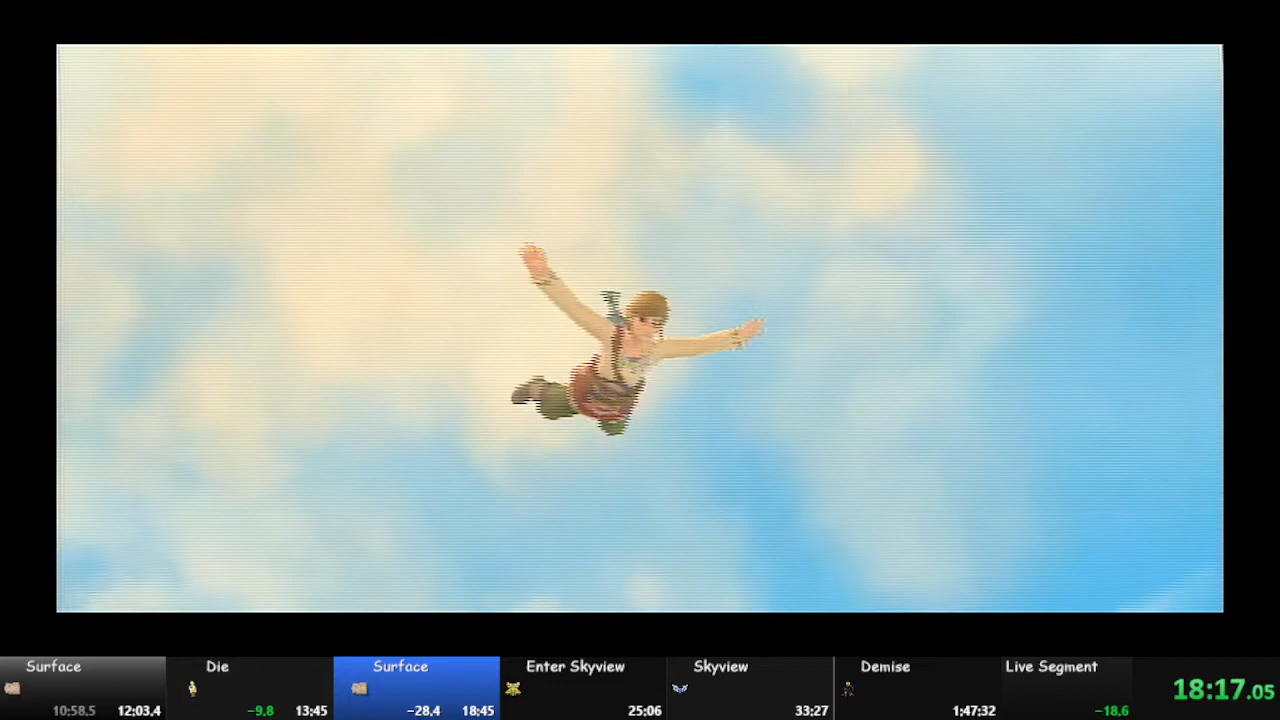 Surface
10:58,5 12:03,4
Die
-9,8 13:45
Surface
-28,4 18:45
Enter Skyview
25:06
Skyview
33:27
Demise
1:47:32
Live Segment
-18,6
18:17.05